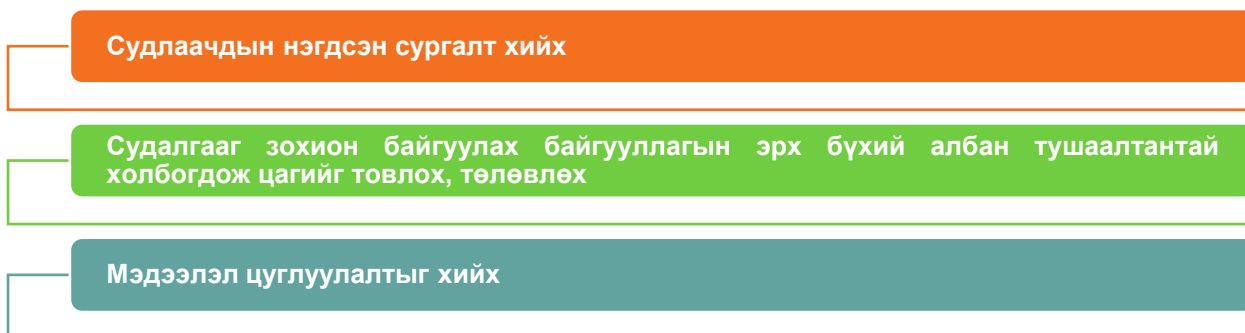 Судлаачдын нэгдсэн сургалт хийх
Судалгааг зохион байгуулах байгууллагын эрх бүхий албан тушаалтантай
холбогдож цагийг товлох, төлөвлөх
Мэдээлэл цуглуулалтыг хийх